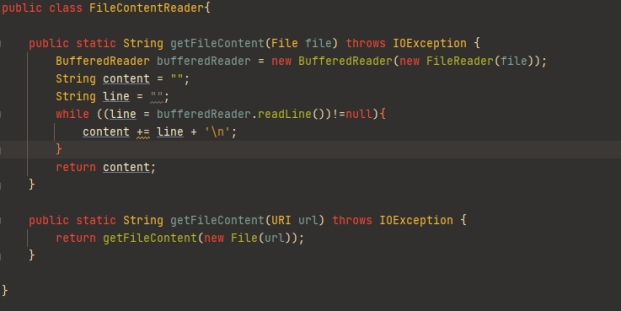 public class FileContentReader{
public static String getFileContent(File file) throws IOException {
BufferedReader bufferedReader = new BufferedReader(new FileReader(file));
String content = "";
String line = "";
while ((line = bufferedReader.readLine())!=null){
content += line + '\n';
}
return content;
}
public static String getFileContent(URI url) throws IOException {
return getFileContent(new File(url));
}
}